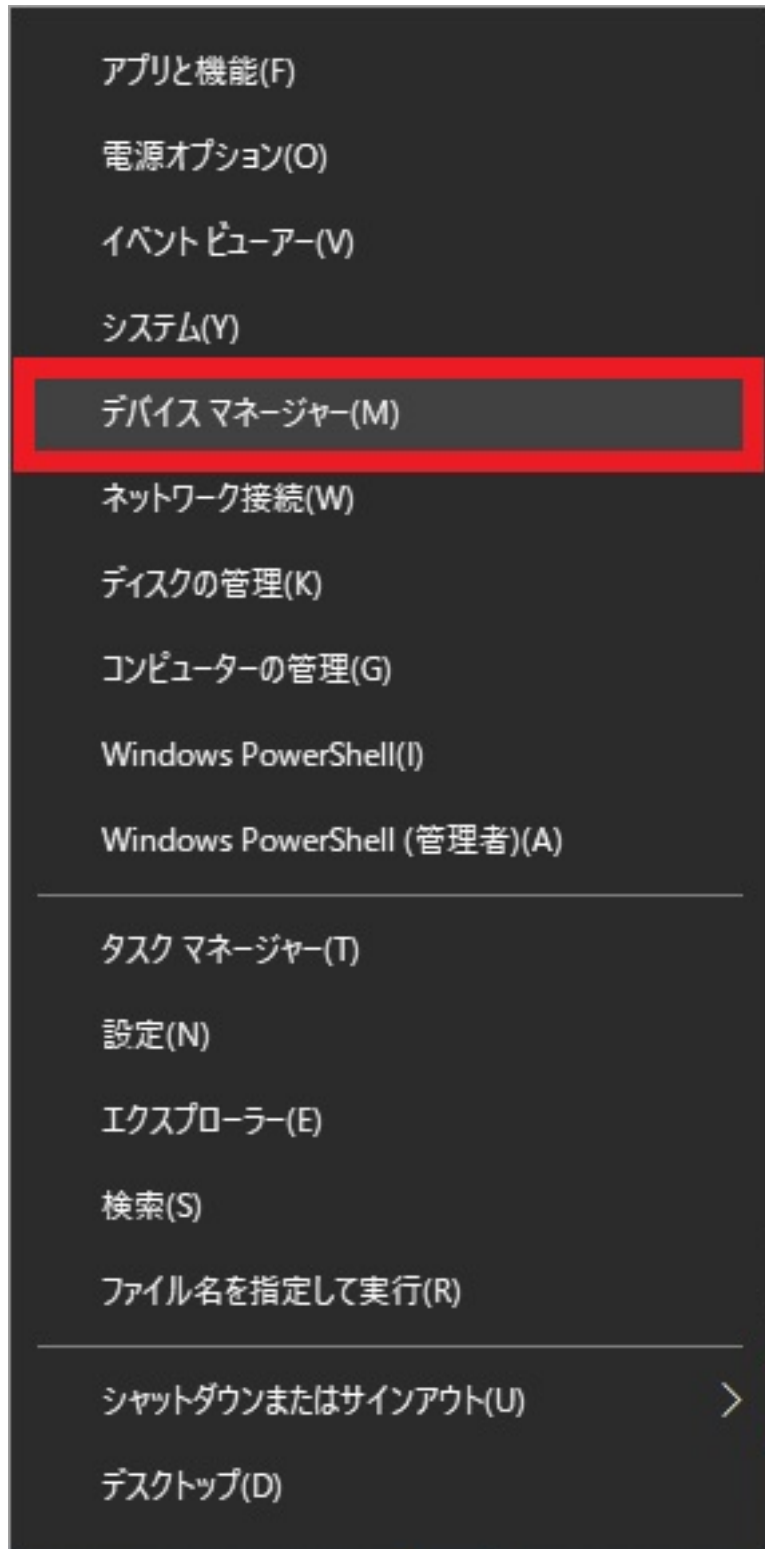 アプリと機能(F)
電源オプション(O)
イベント ビューアー(V)
システム(Y)
デバイス マネージャー(M)
ネットワーク接続(W)
ディスクの管理(K)
コンピューターの管理(G)
Windows PowerShell(I)
Windows PowerShell (管理者)(A)
タスク マネージャー(T)
設定(N)
エクスプローラー(E)
検索(S)
ファイル名を指定して実行(R)
シャットダウンまたはサインアウト(U)
デスクトップ(D)